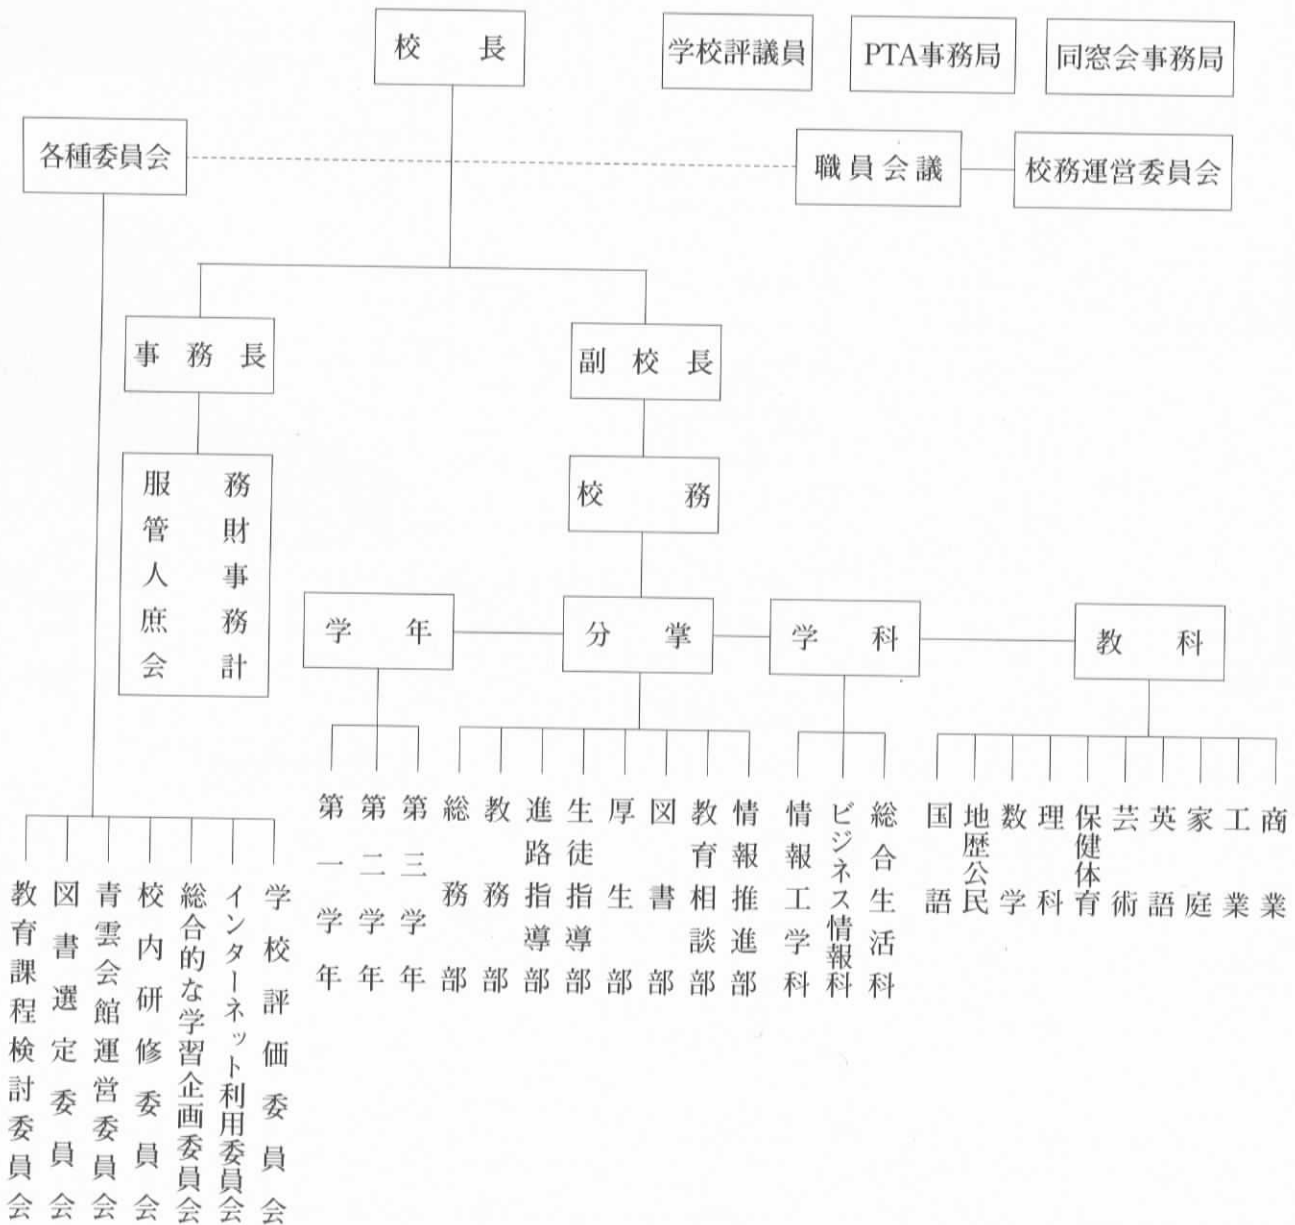 校長
学校評議員
PTA事務局
同窓会事務局
各種委員会
職員会議
校務運営委員会
事務長
副校長
服務
管財
人事
庶務
会計
校務
学年
分掌
学科
教科
第一学年
第二学年
第三学年
総務部
教務部
進路指導部
生徒指導部
厚生部
図書部
教育相談部
情報推進部
情報工学科
ビジネス情報科
総合生活科
国語
地歴公民
数学
理科
保健体育
芸術
英語
家庭
工業
商業
教育課程検討委員会
図書選定委員会
青雲会館運営委員会
校内研修委員会
総合的な学習企画委員会
インターネット利用委員会
学校評価委員会